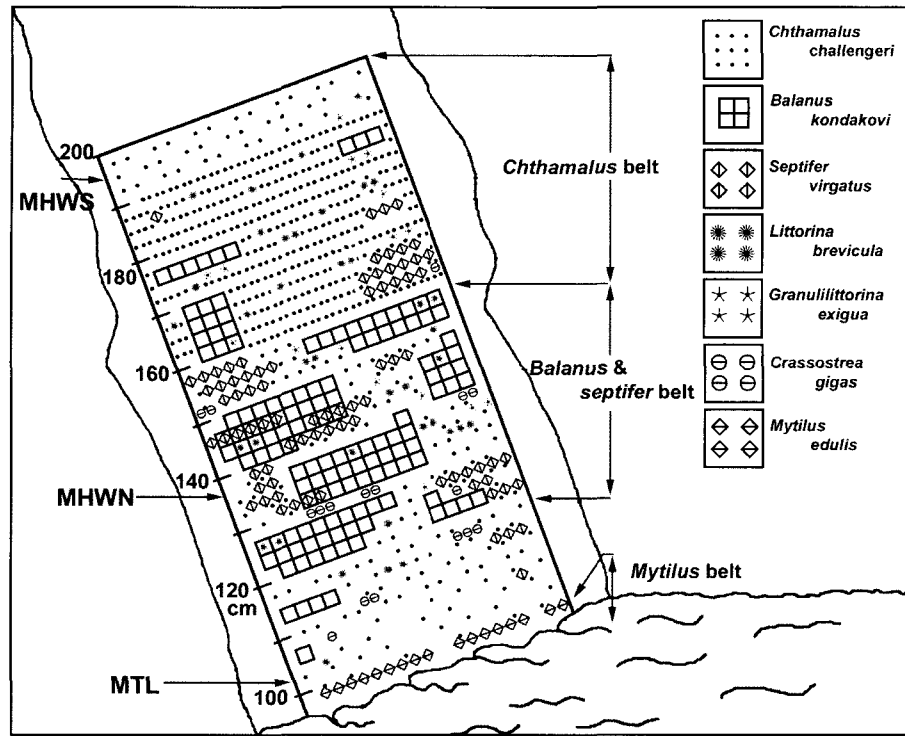 200
MHWS
180
160
140
MHWN
120
cm
MTL
100
Chthamalus belt
Balanus &
septifer belt
Mytilus belt
Chthamalus
challengeri
Balanus
kondakovi
Septifer
virgatus
Littorina
brevicula
Granulilittorina
exigua
Crassostrea
gigas
Mytilus
edulis